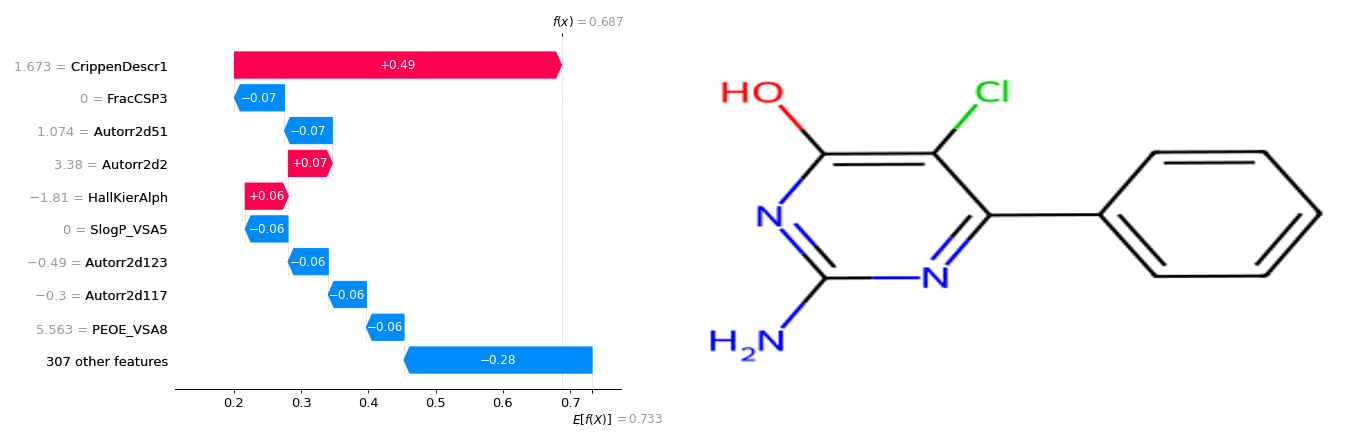 f(x) = 0.687
1.673 = CrippenDescr1
+0.49
0 = FracCSP3
−0.07
1.074 = Autorr2d51
−0.07
3.38 = Autorr2d2
+0.07
−1.81 = HallKierAlph
+0.06
0 = SlogP_VSA5
−0.06
−0.49 = Autorr2d123
−0.06
−0.3 = Autorr2d117
−0.06
5.563 = PEOE_VSA8
−0.06
307 other features
−0.28
0.2 0.3 0.4 0.5 0.6 0.7
E[f(X)] = 0.733
HO
Cl
N
N
H2N